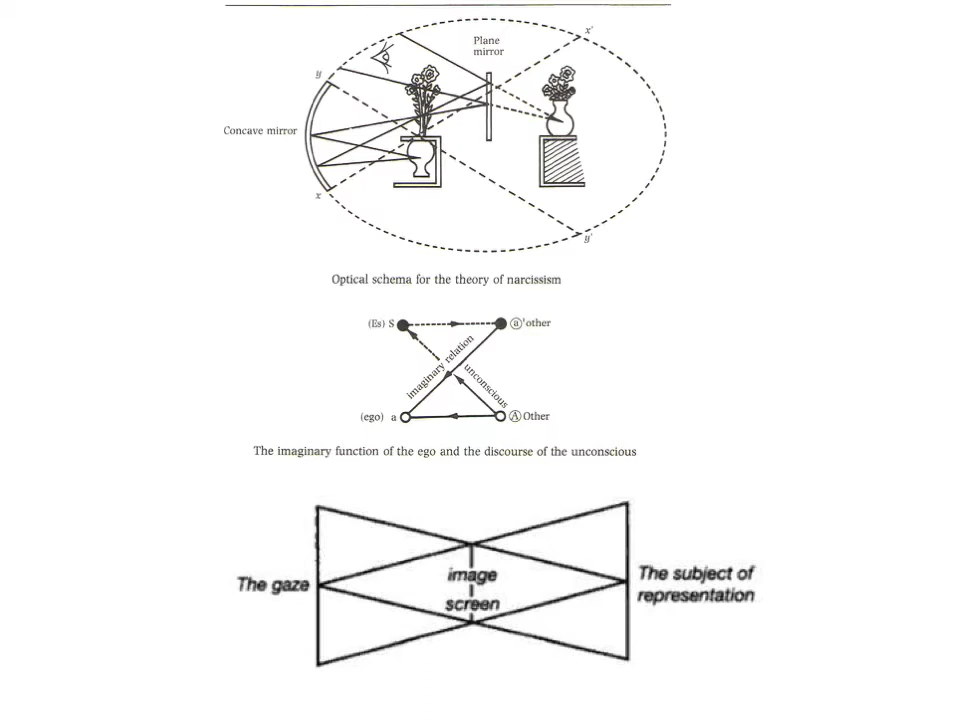 Plane
mirror
x'
y
Concave mirror
x
y'
Optical schema for the theory of narcissism
(Es) S
ⓐ'other
imaginary relation
unconscious
(ego) a
Ⓐ Other
The imaginary function of the ego and the discourse of the unconscious
The gaze
image
screen
The subject of
representation